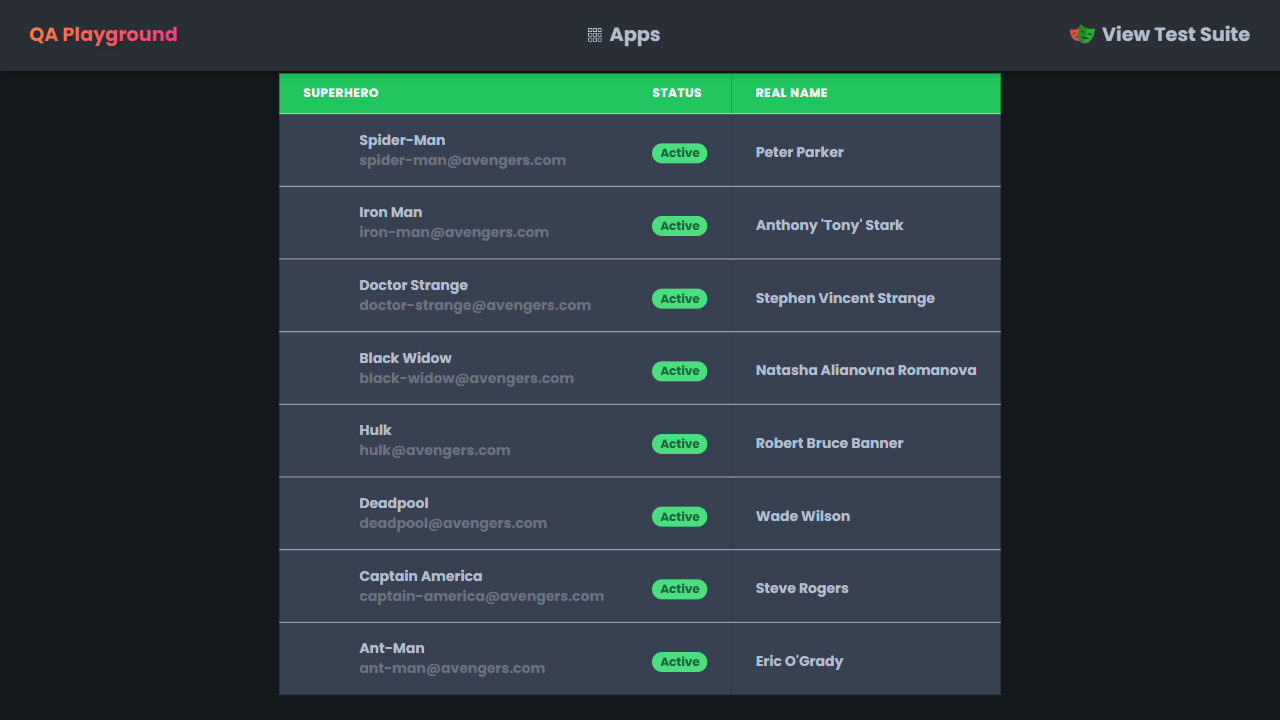 QA Playground
Apps
View Test Suite
SUPERHERO STATUS REAL NAME
Spider-Man
spider-man@avengers.com
Active
Peter Parker
Iron Man
iron-man@avengers.com
Active
Anthony 'Tony' Stark
Doctor Strange
doctor-strange@avengers.com
Active
Stephen Vincent Strange
Black Widow
black-widow@avengers.com
Active
Natasha Alianovna Romanova
Hulk
hulk@avengers.com
Active
Robert Bruce Banner
Deadpool
deadpool@avengers.com
Active
Wade Wilson
Captain America
captain-america@avengers.com
Active
Steve Rogers
Ant-Man
ant-man@avengers.com
Active
Eric O'Grady